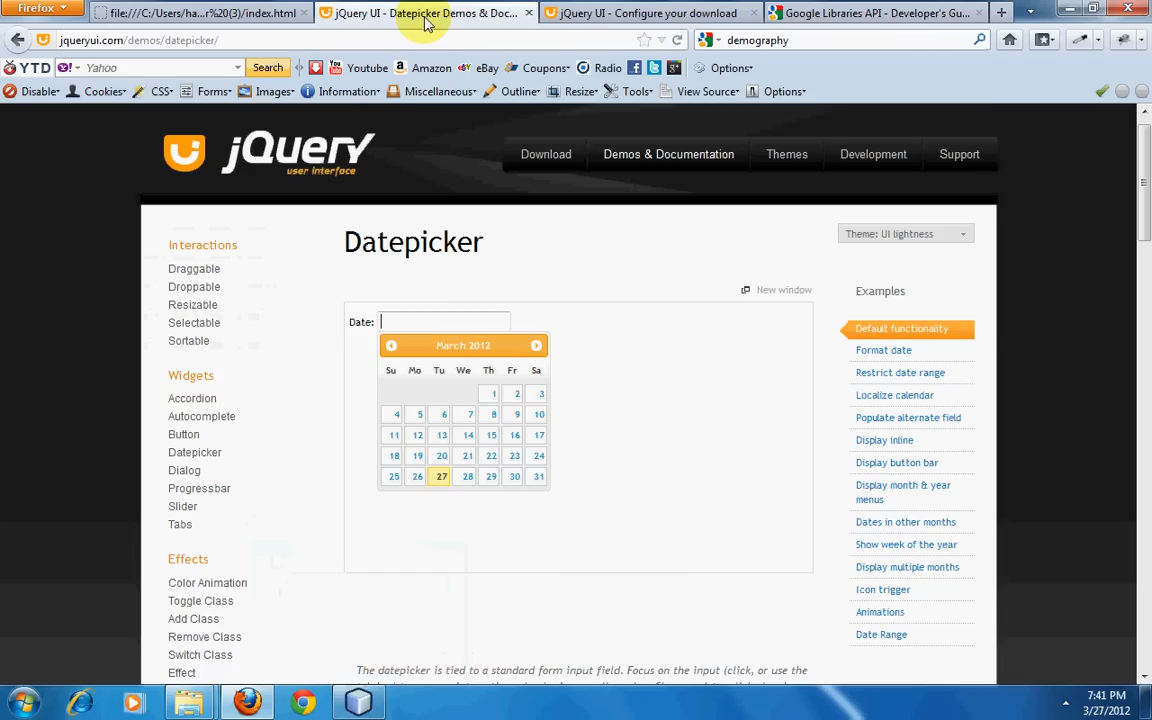 Firefox
file:///C:/Users/ha...r%20(3)/index.html
jQuery UI - Datepicker Demos & Doc...
jQuery UI - Configure your download
Google Libraries API - Developer's Gu...
jqueryui.com/demos/datepicker/
demography
YTD
Yahoo
Search
Youtube
Amazon
eBay
Coupons
Radio
Options
Disable
Cookies
CSS
Forms
Images
Information
Miscellaneous
Outline
Resize
Tools
View Source
Options
jQuery
user interface
Download
Demos & Documentation
Themes
Development
Support
Interactions
Draggable
Droppable
Resizable
Selectable
Sortable
Widgets
Accordion
Autocomplete
Button
Datepicker
Dialog
Progressbar
Slider
Tabs
Effects
Color Animation
Toggle Class
Add Class
Remove Class
Switch Class
Effect
Datepicker
New window
Date:
March 2012
Su Mo Tu We Th Fr Sa
1 2 3
4 5 6 7 8 9 10
11 12 13 14 15 16 17
18 19 20 21 22 23 24
25 26 27 28 29 30 31
The datepicker is tied to a standard form input field. Focus on the input (click, or use the
Theme: UI lightness
Examples
Default functionality
Format date
Restrict date range
Localize calendar
Populate alternate field
Display inline
Display button bar
Display month & year
menus
Dates in other months
Show week of the year
Display multiple months
Icon trigger
Animations
Date Range
7:41 PM
3/27/2012